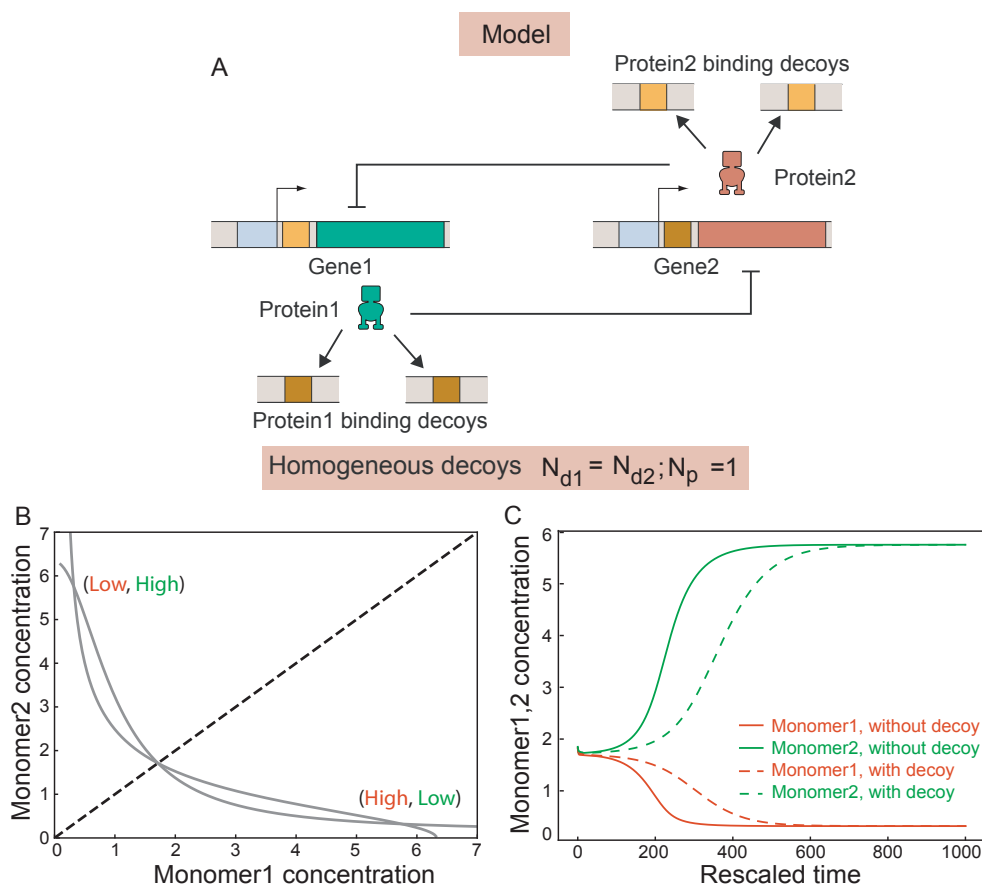 Model
A
Protein2 binding decoys
Protein2
Gene1
Gene2
Protein1
Protein1 binding decoys
Homogeneous decoys N_d1 = N_d2; N_p =1
B
7
6
5
4
3
2
1
0
(Low, High)
(High, Low)
0 1 2 3 4 5 6 7
Monomer1 concentration
Monomer2 concentration
C
6
5
4
3
2
1
0
Monomer1, without decoy
Monomer2, without decoy
Monomer1, with decoy
Monomer2, with decoy
0 200 400 600 800 1000
Rescaled time
Monomer1,2 concentration